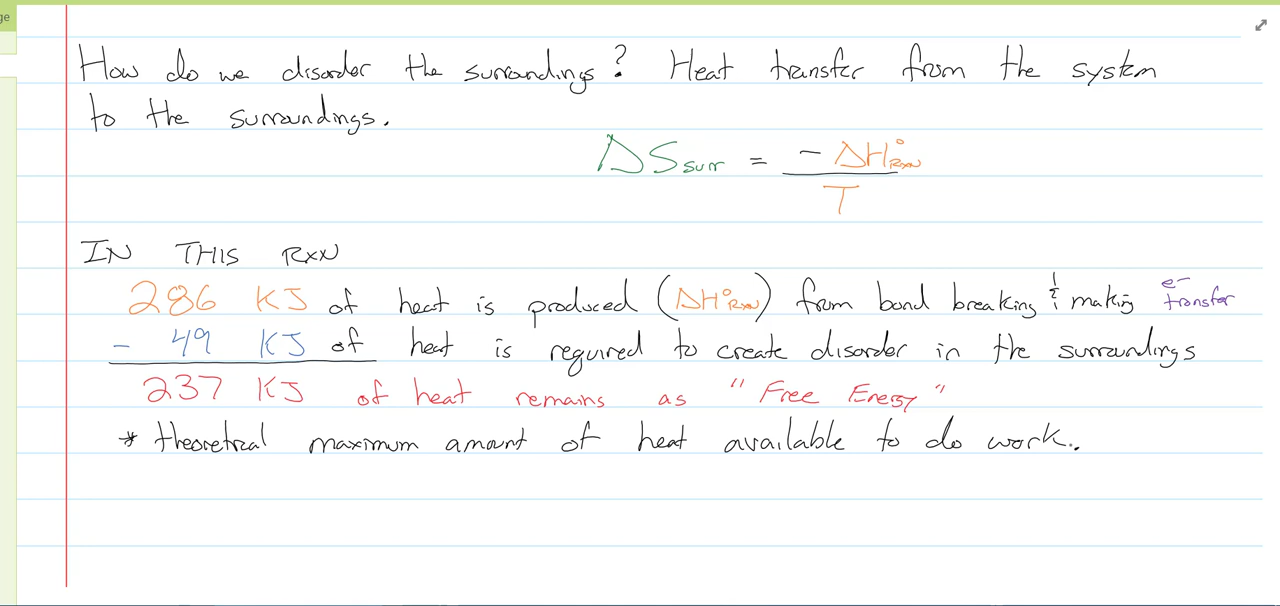 ge
How do we disorder the surroundings? Heat transfer from the system
to the surroundings.
ΔSsurr = -ΔH°RXN / T
IN THIS RXN
286 KJ of heat is produced (ΔH°RXN) from bond breaking & making e- transfer
- 49 KJ of heat is required to create disorder in the surroundings
237 KJ of heat remains as "Free Energy"
* theoretical maximum amount of heat available to do work.